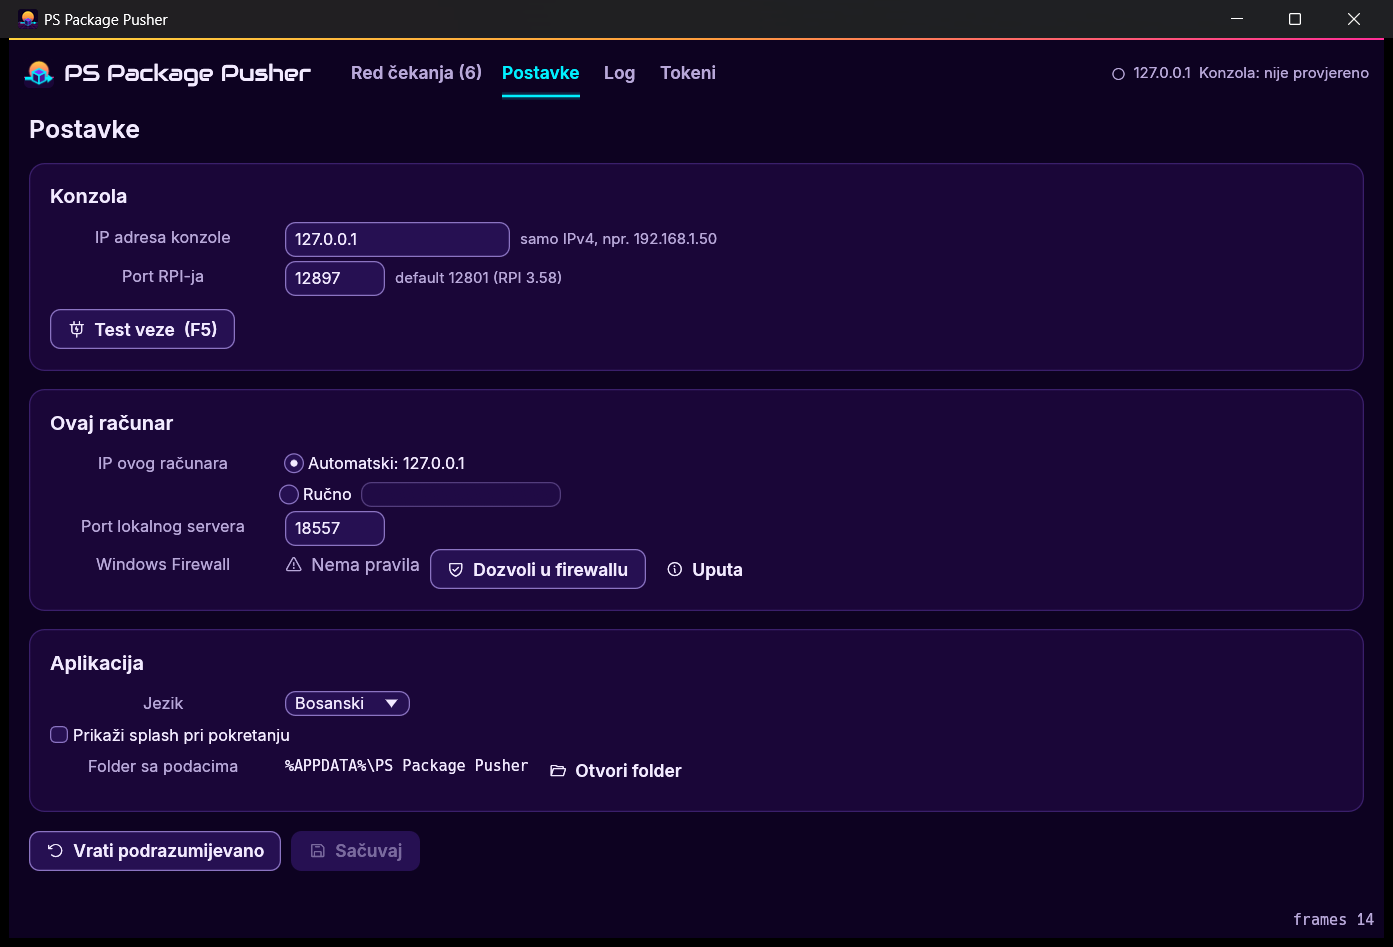 PS Package Pusher
PS Package Pusher Red čekanja (6) Postavke Log Tokeni 127.0.0.1 Konzola: nije provjereno
Postavke
Konzola
IP adresa konzole 127.0.0.1 samo IPv4, npr. 192.168.1.50
Port RPI-ja 12897 default 12801 (RPI 3.58)
Test veze (F5)
Ovaj računar
IP ovog računara Automatski: 127.0.0.1
Ručno
Port lokalnog servera 18557
Windows Firewall Nema pravila Dozvoli u firewallu Uputa
Aplikacija
Jezik Bosanski
Prikaži splash pri pokretanju
Folder sa podacima %APPDATA%\PS Package Pusher Otvori folder
Vrati podrazumijevano Sačuvaj
frames 14